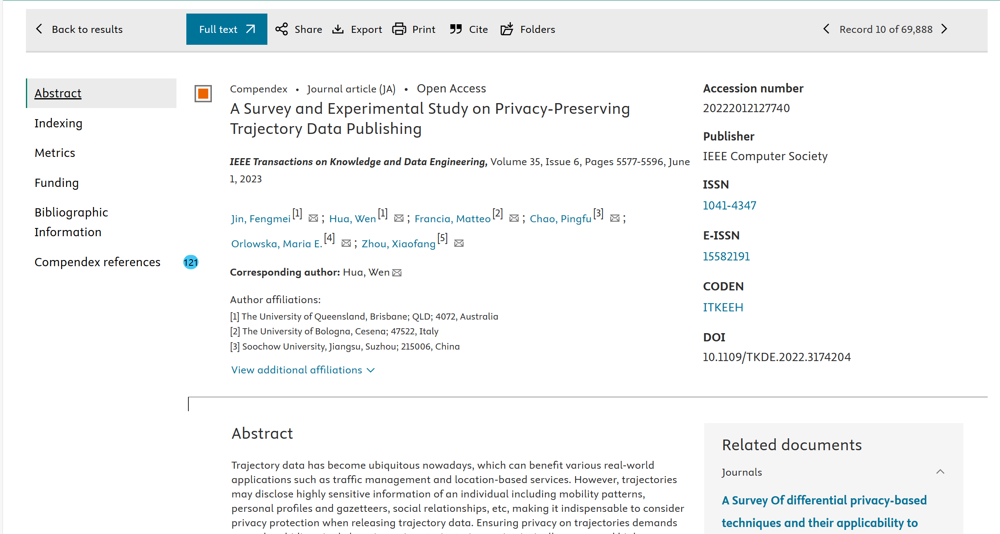 Back to results
Full text
Share
Export
Print
Cite
Folders
Record 10 of 69,888
Abstract
Indexing
Metrics
Funding
Bibliographic
Information
Compendex references
121
Compendex • Journal article (JA) • Open Access
A Survey and Experimental Study on Privacy-Preserving
Trajectory Data Publishing
IEEE Transactions on Knowledge and Data Engineering, Volume 35, Issue 6, Pages 5577-5596, June
1, 2023
Jin, Fengmei [1] ; Hua, Wen [1] ; Francia, Matteo [2] ; Chao, Pingfu [3] ;
Orlowska, Maria E. [4] ; Zhou, Xiaofang [5]
Corresponding author: Hua, Wen
Author affiliations:
[1] The University of Queensland, Brisbane; QLD; 4072, Australia
[2] The University of Bologna, Cesena; 47522, Italy
[3] Soochow University, Jiangsu, Suzhou; 215006, China
View additional affiliations
Accession number
20222012127740
Publisher
IEEE Computer Society
ISSN
1041-4347
E-ISSN
15582191
CODEN
ITKEEH
DOI
10.1109/TKDE.2022.3174204
Abstract
Trajectory data has become ubiquitous nowadays, which can benefit various real-world
applications such as traffic management and location-based services. However, trajectories
may disclose highly sensitive information of an individual including mobility patterns,
personal profiles and gazetteers, social relationships, etc, making it indispensable to consider
privacy protection when releasing trajectory data. Ensuring privacy on trajectories demands
Related documents
Journals
A Survey Of differential privacy-based
techniques and their applicability to